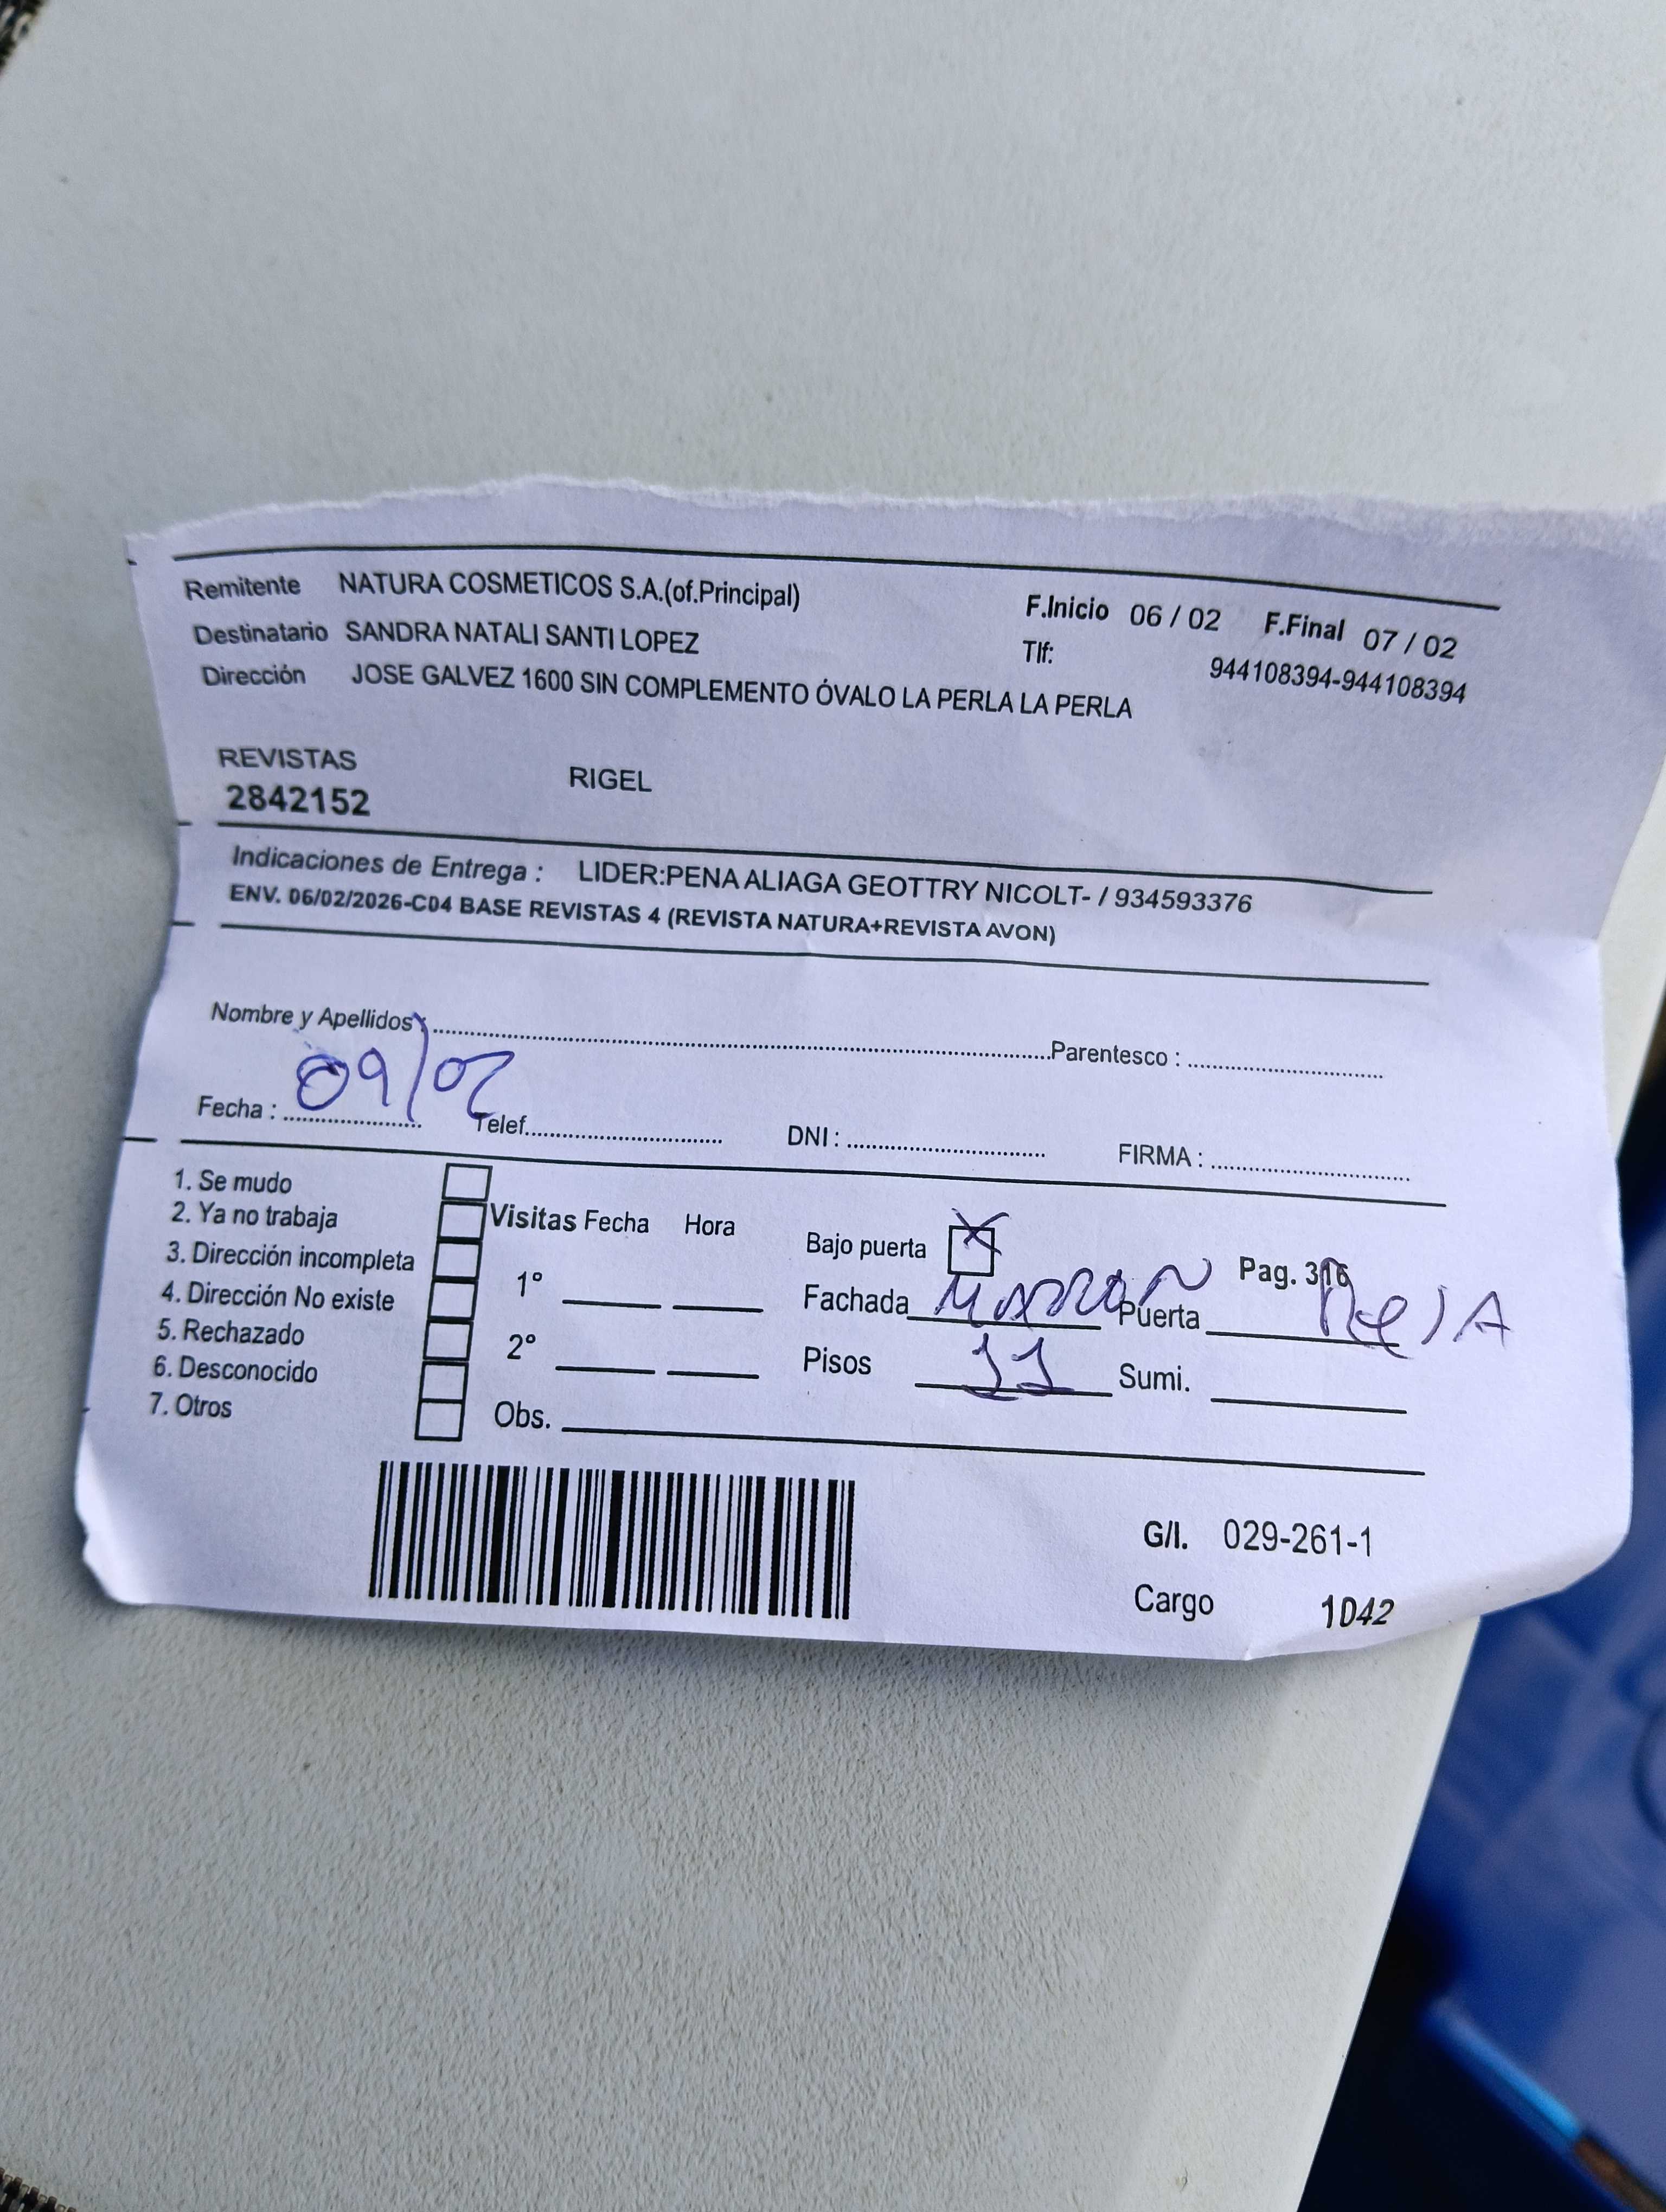 Remitente NATURA COSMETICOS S.A.(of.Principal) F.Inicio 06 / 02 F.Final 07 / 02
Destinatario SANDRA NATALI SANTI LOPEZ Tlf: 944108394-944108394
Dirección JOSE GALVEZ 1600 SIN COMPLEMENTO ÓVALO LA PERLA LA PERLA
REVISTAS RIGEL
2842152
Indicaciones de Entrega : LIDER:PENA ALIAGA GEOTTRY NICOLT- / 934593376
ENV. 06/02/2026-C04 BASE REVISTAS 4 (REVISTA NATURA+REVISTA AVON)
Nombre y Apellidos : Parentesco :
Fecha : 09/02 Telef. DNI : FIRMA :
1. Se mudo
2. Ya no trabaja Visitas Fecha Hora Bajo puerta X Pag. 316
3. Dirección incompleta 1° Fachada MARRON Puerta Reja
4. Dirección No existe
5. Rechazado 2° Pisos 11 Sumi.
6. Desconocido
7. Otros Obs.
G/I. 029-261-1
Cargo 1042